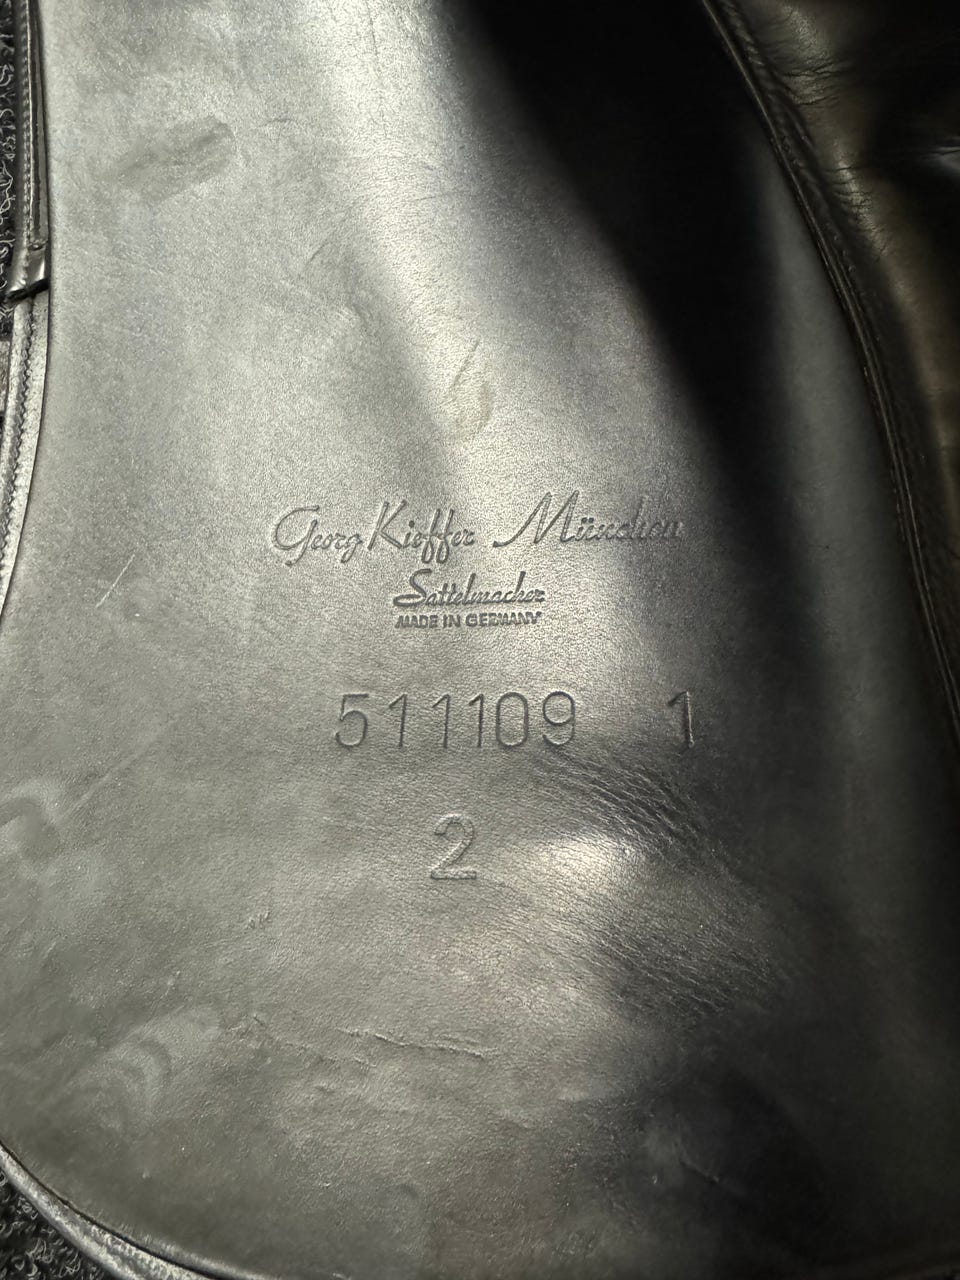 Georg Kieffer München
Sattelmacher
MADE IN GERMANY
511109 1
2